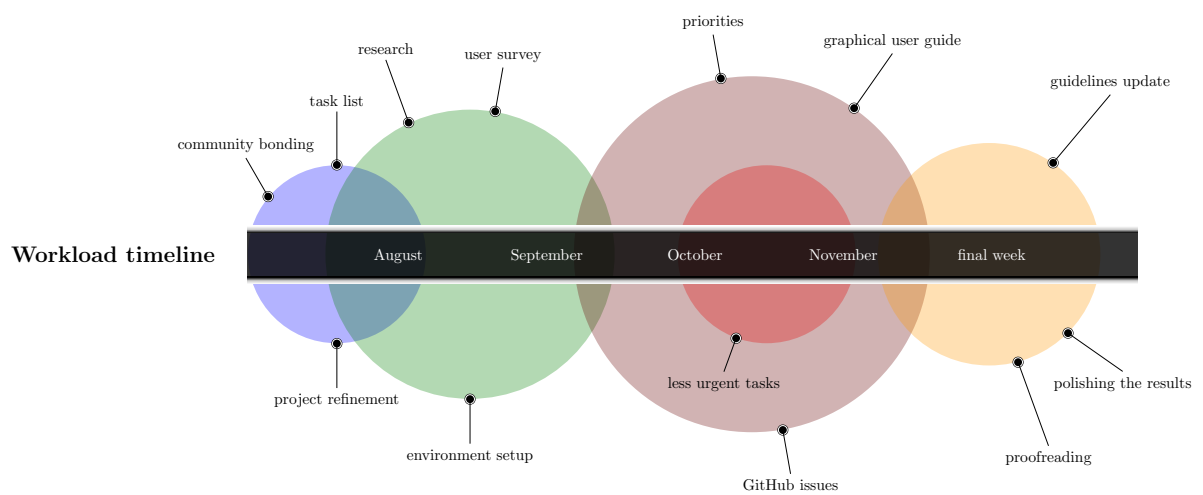 priorities
graphical user guide
research
user survey
guidelines update
task list
community bonding
Workload timeline
August
September
October
November
final week
less urgent tasks
polishing the results
project refinement
environment setup
proofreading
GitHub issues